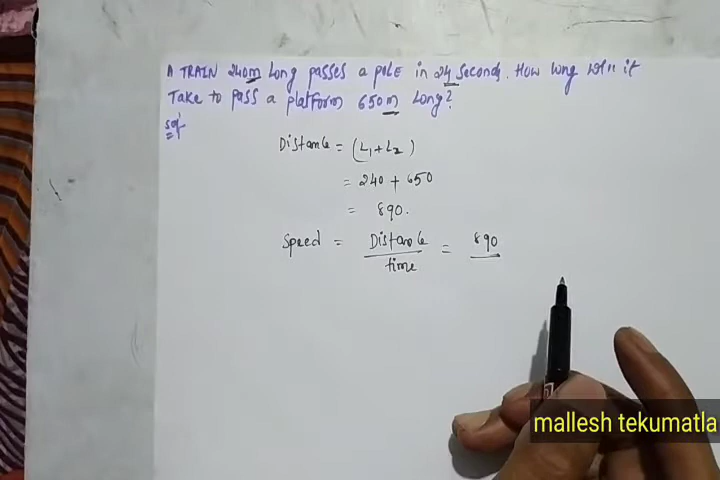 A TRAIN 240m Long passes a pole in 24 seconds. How long will it
Take to pass a platform 650m Long?
Sol
Distance = (L1+L2)
= 240 + 650
= 890.
Speed = Distance / time = 890
mallesh tekumatla